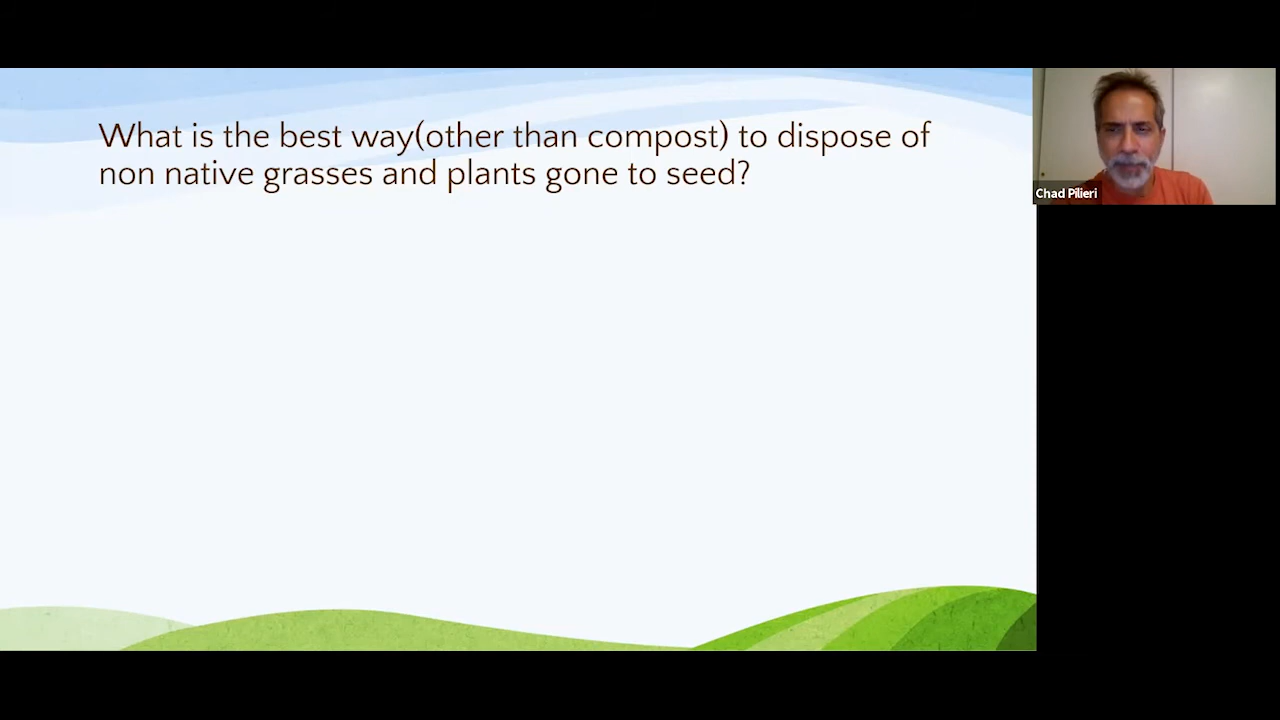 What is the best way(other than compost) to dispose of
non native grasses and plants gone to seed?
Chad Pilieri